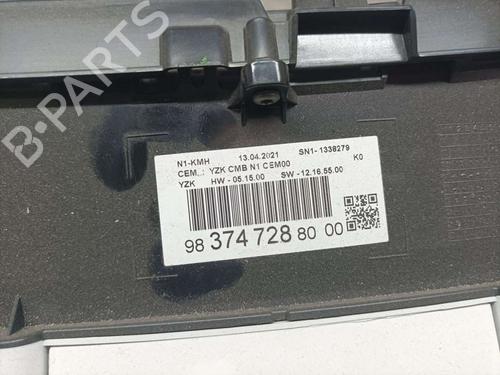 B-PARTS
N1-KMH 13.04.2021 SN1- 1338279
CEM..: YZK CMB N1 CEM00 K0
YZK HW - 05.15.00 SW - 12.16.55.00
98 374 728 80 00